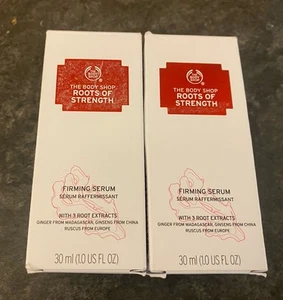 THE BODY SHOP
ROOTS OF
STRENGTH
FIRMING SERUM
SÉRUM RAFFERMISSANT
WITH 3 ROOT EXTRACTS
GINGER FROM MADAGASCAR, GINSENG FROM CHINA
RUSCUS FROM EUROPE
30 ml (1.0 US FL OZ)
THE BODY SHOP
ROOTS OF
STRENGTH
FIRMING SERUM
SÉRUM RAFFERMISSANT
WITH 3 ROOT EXTRACTS
GINGER FROM MADAGASCAR, GINSENG FROM CHINA
RUSCUS FROM EUROPE
30 ml (1.0 US FL OZ)